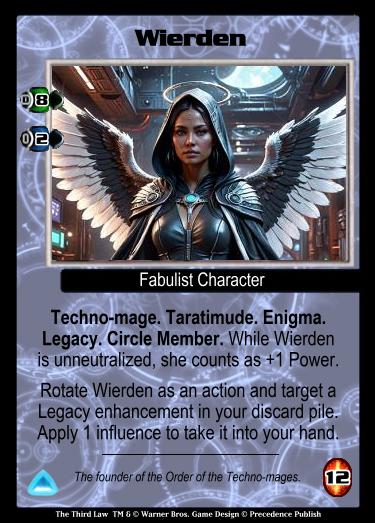 Wierden
8
2
Fabulist Character
Techno-mage. Taratimude. Enigma.
Legacy. Circle Member. While Wierden
is unneutralized, she counts as +1 Power.
Rotate Wierden as an action and target a
Legacy enhancement in your discard pile.
Apply 1 influence to take it into your hand.
The founder of the Order of the Techno-mages.
12
The Third Law TM & © Warner Bros. Game Design © Precedence Publish